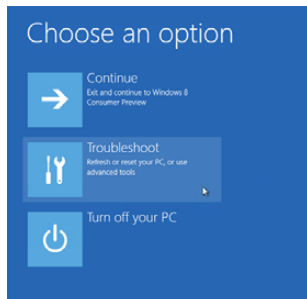 Choose an option
Continue
Exit and continue to Windows 8
Consumer Preview
Troubleshoot
Refresh or reset your PC, or use
advanced tools
Turn off your PC